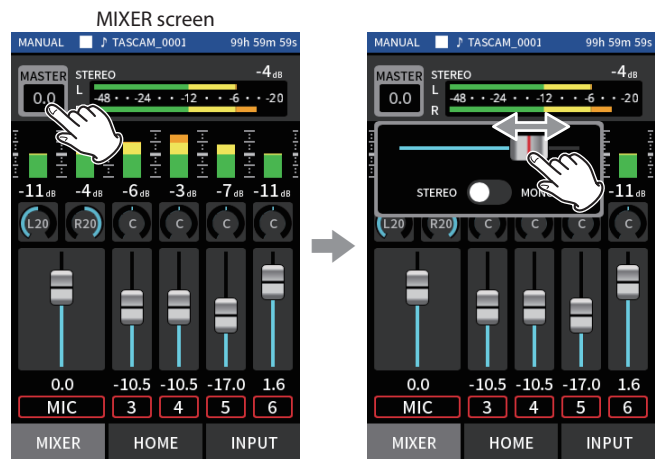 MIXER screen
MANUAL ♪ TASCAM_0001 99h 59m 59s
MASTER STEREO -4dB
0.0 L -48 · · -24 · · -12 · · -6 · · -20
-11dB -4dB -6dB -3dB -7dB -11dB
L20 R20 C C C C
0.0 -10.5 -10.5 -17.0 1.6
MIC 3 4 5 6
MIXER HOME INPUT
MANUAL ♪ TASCAM_0001 99h 59m 59s
MASTER STEREO -4dB
0.0 L -48 · · -24 · · -12 · · -6 · · -20
R
STEREO
-11dB
L20 R20 C C C C
0.0 -10.5 -10.5 -17.0 1.6
MIC 3 4 5 6
MIXER HOME INPUT